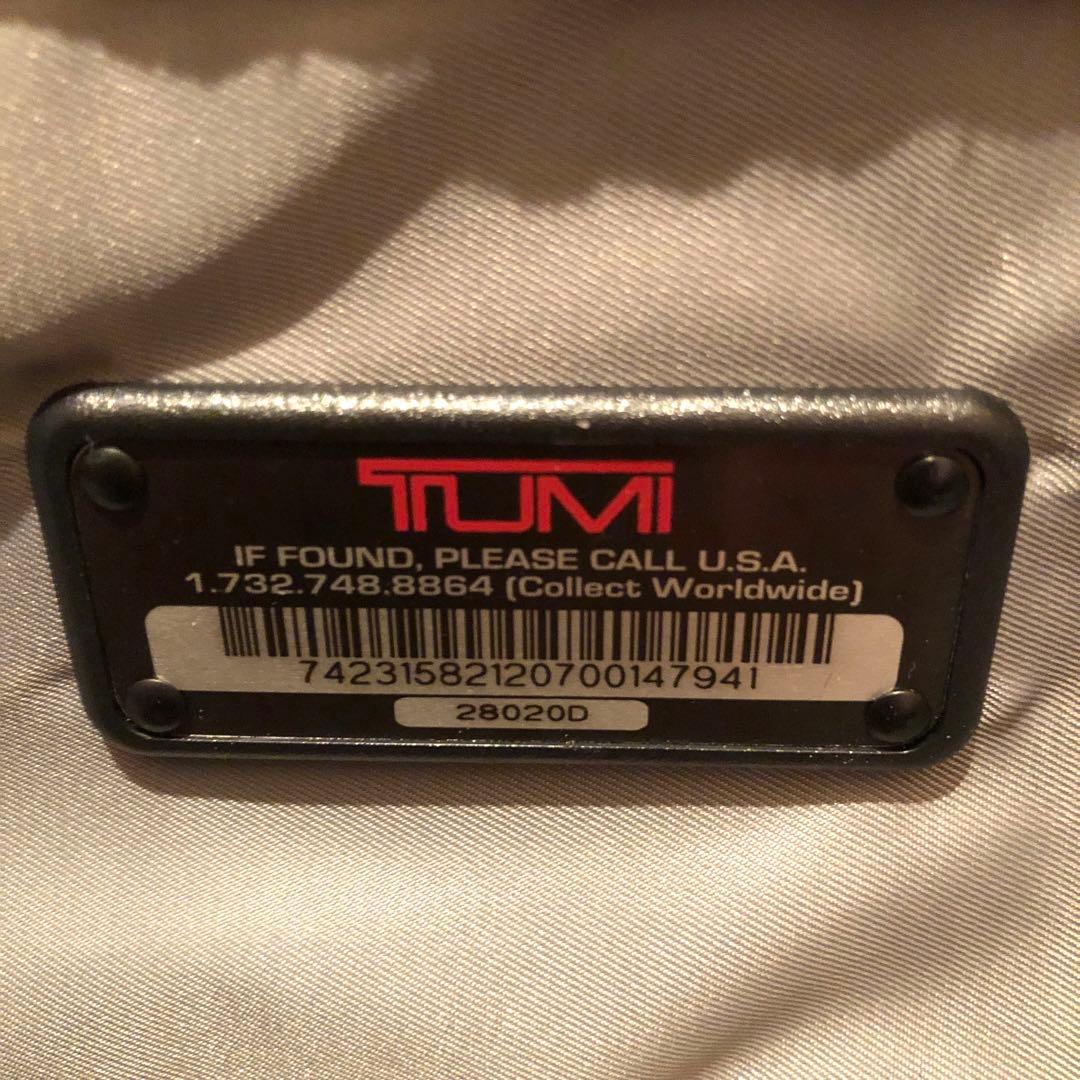 TUMI
IF FOUND, PLEASE CALL U.S.A.
1.732.748.8864 (Collect Worldwide)
74231582120700147941
28020D